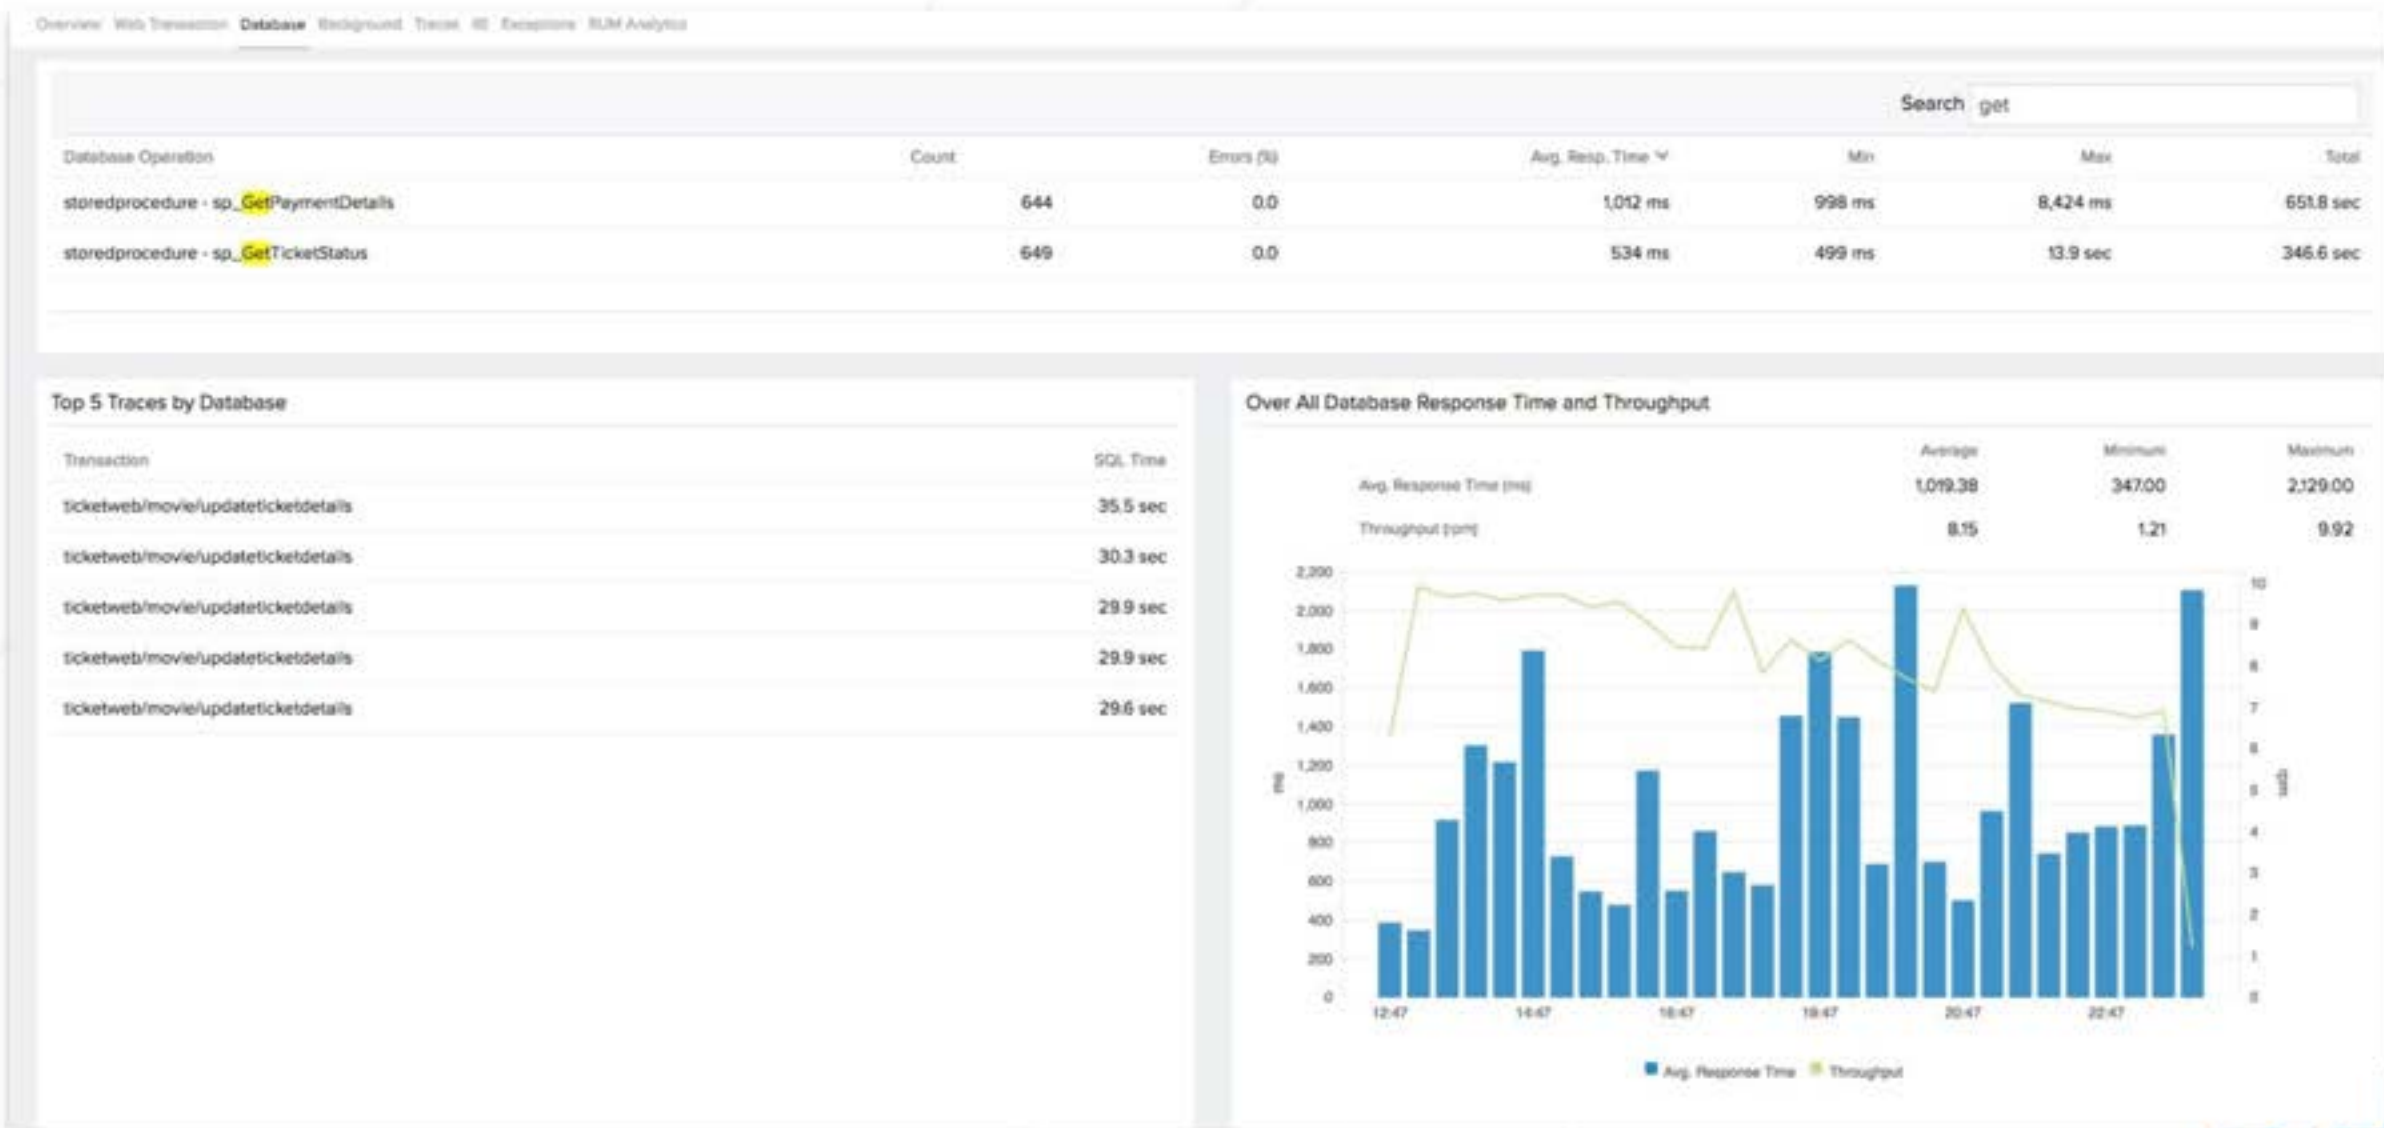 Overview Web Transaction Database Background Traces Exceptions RUM Analytics
Search get
Database Operation Count Errors (%) Avg. Resp. Time Min Max Total
storedprocedure - sp_GetPaymentDetails 644 0.0 1,012 ms 998 ms 8,424 ms 651.8 sec
storedprocedure - sp_GetTicketStatus 649 0.0 534 ms 499 ms 13.9 sec 346.6 sec
Top 5 Traces by Database
Transaction SQL Time
ticketweb/movie/updateticketdetails 35.5 sec
ticketweb/movie/updateticketdetails 30.3 sec
ticketweb/movie/updateticketdetails 29.9 sec
ticketweb/movie/updateticketdetails 29.9 sec
ticketweb/movie/updateticketdetails 29.6 sec
Over All Database Response Time and Throughput
Average Minimum Maximum
Avg. Response Time (ms) 1,019.38 347.00 2,129.00
Throughput (rpm) 8.15 1.21 9.92
2,200
2,000
1,800
1,600
1,400
1,200
1,000
800
600
400
200
0
ms
10
9
8
7
6
5
4
3
2
1
0
rpm
12:47 14:47 16:47 18:47 20:47 22:47
Avg. Response Time Throughput